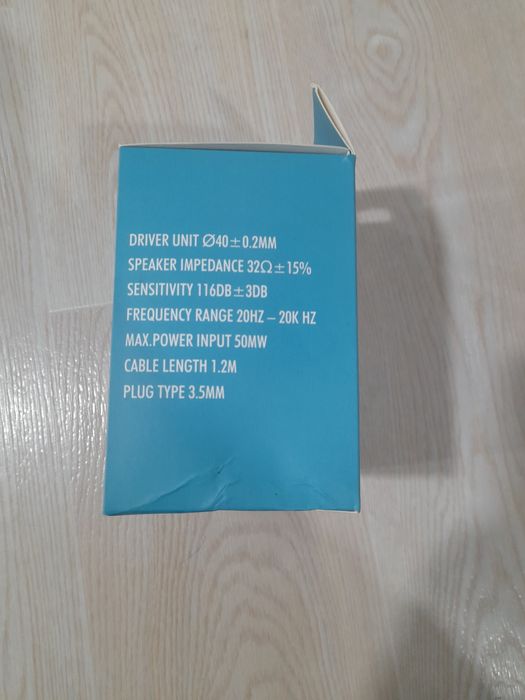 DRIVER UNIT Ø40±0.2MM
SPEAKER IMPEDANCE 32Ω±15%
SENSITIVITY 116DB±3DB
FREQUENCY RANGE 20HZ – 20K HZ
MAX.POWER INPUT 50MW
CABLE LENGTH 1.2M
PLUG TYPE 3.5MM